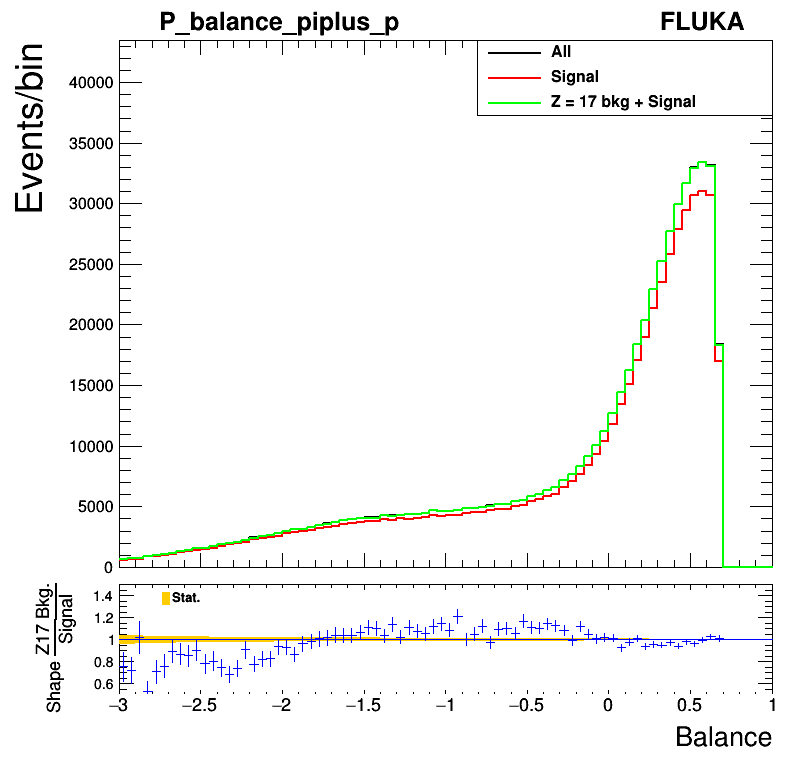 P_balance_piplus_p FLUKA
Events/bin
All
Signal
Z = 17 bkg + Signal
40000
35000
30000
25000
20000
15000
10000
5000
0
Shape Z17 Bkg.
Signal
Stat.
1.4
1.2
1
0.8
0.6
−3 −2.5 −2 −1.5 −1 −0.5 0 0.5 1
Balance